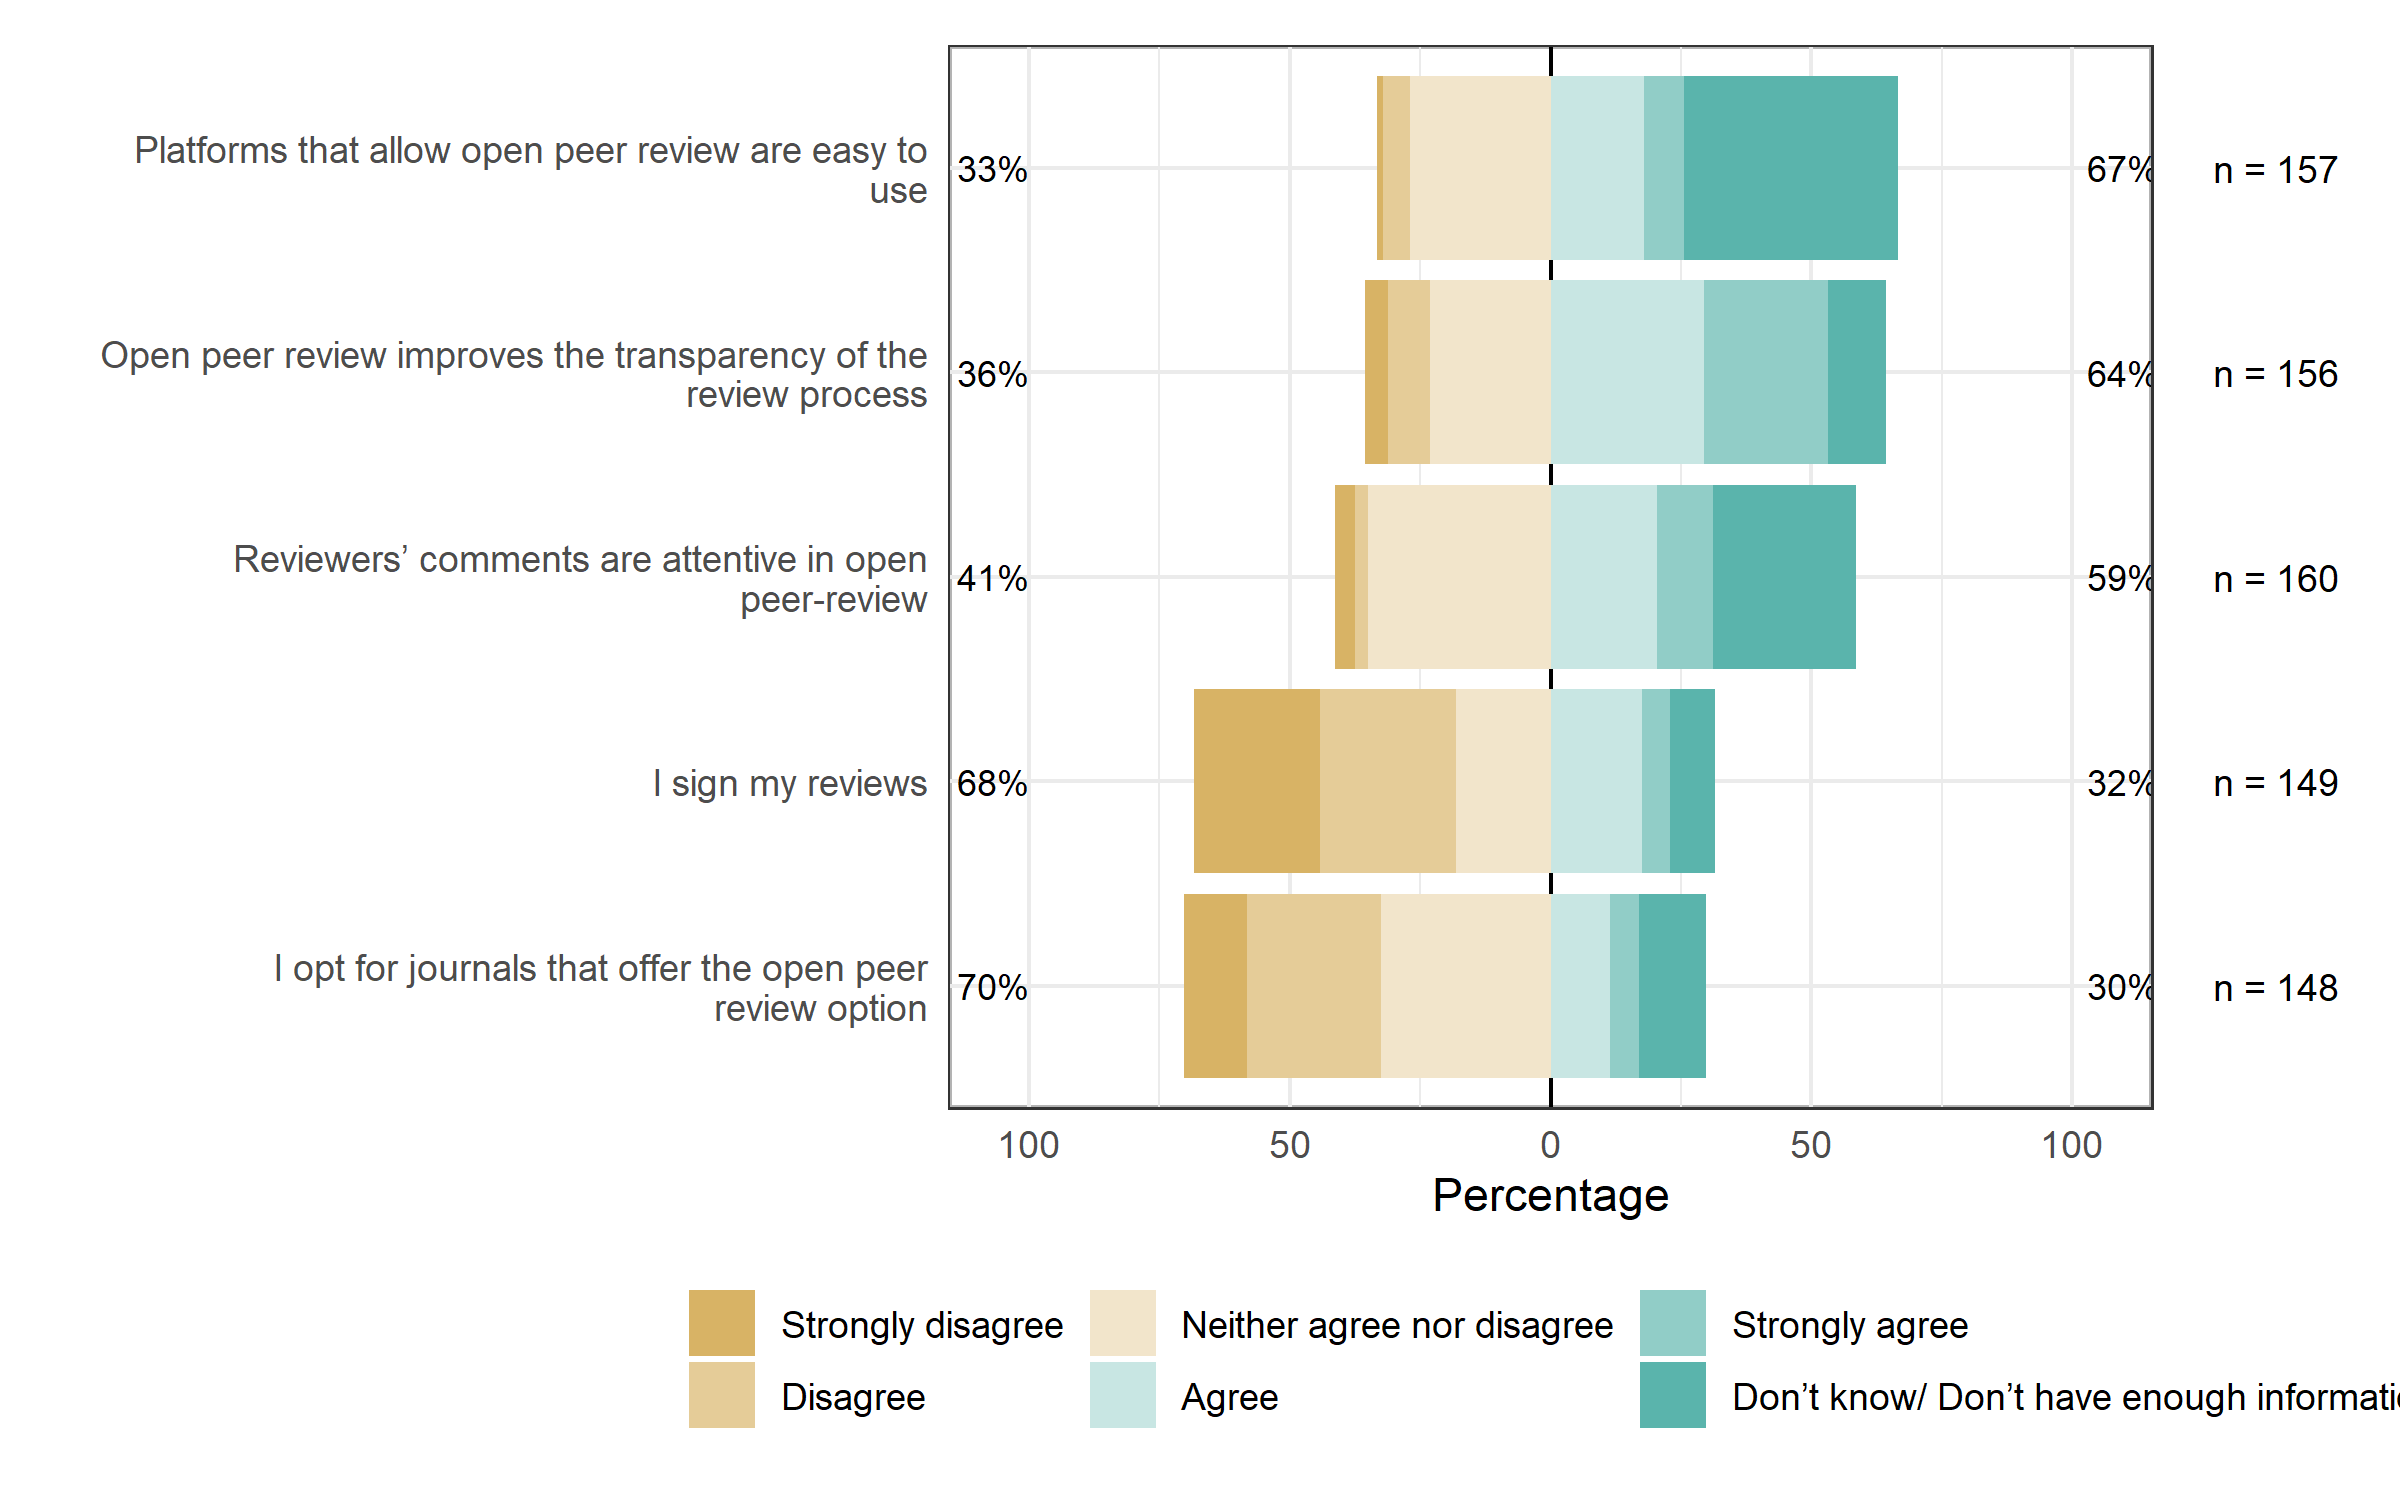 Platforms that allow open peer review are easy to
use
33%
67%
n = 157
Open peer review improves the transparency of the
review process
36%
64%
n = 156
Reviewers’ comments are attentive in open
peer-review
41%
59%
n = 160
I sign my reviews
68%
32%
n = 149
I opt for journals that offer the open peer
review option
70%
30%
n = 148
100 50 0 50 100
Percentage
Strongly disagree
Neither agree nor disagree
Strongly agree
Disagree
Agree
Don’t know/ Don’t have enough